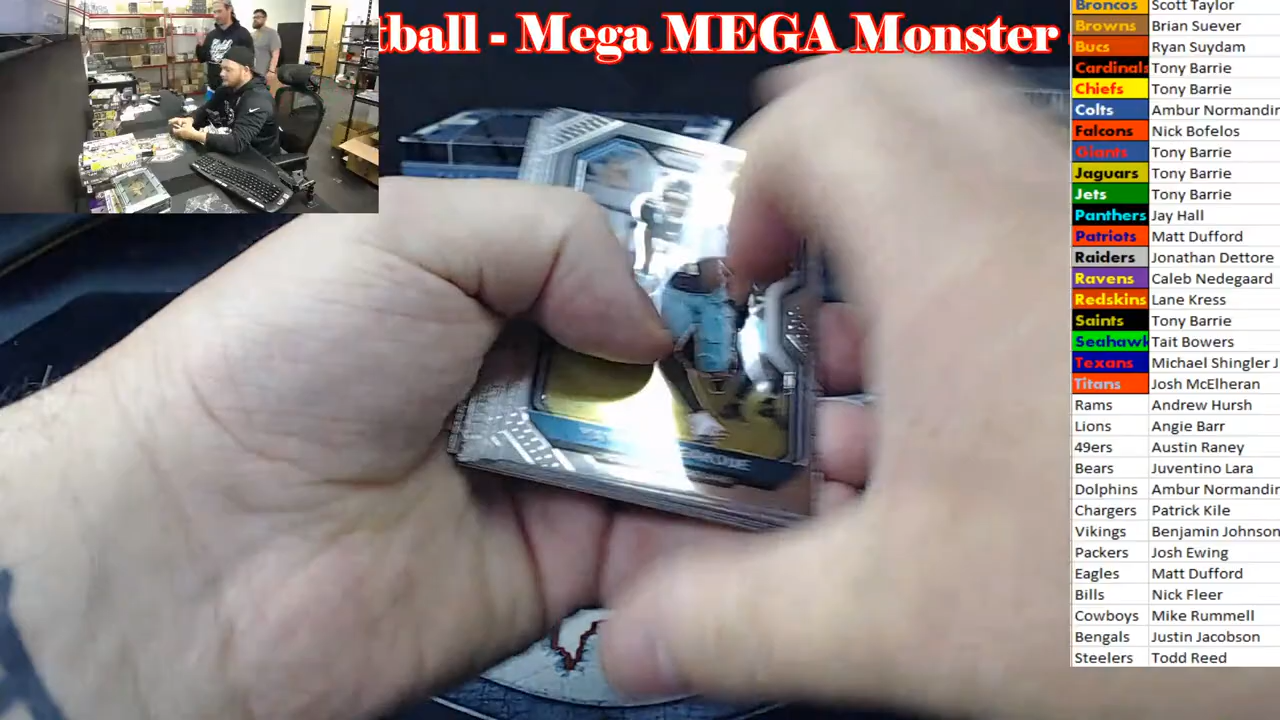 tball - Mega MEGA Monster
Broncos Scott Taylor
Browns Brian Suever
Bucs Ryan Suydam
Cardinals Tony Barrie
Chiefs Tony Barrie
Colts Ambur Normandin
Falcons Nick Bofelos
Giants Tony Barrie
Jaguars Tony Barrie
Jets Tony Barrie
Panthers Jay Hall
Patriots Matt Dufford
Raiders Jonathan Dettore
Ravens Caleb Nedegaard
Redskins Lane Kress
Saints Tony Barrie
Seahawk Tait Bowers
Texans Michael Shingler J
Titans Josh McElheran
Rams Andrew Hursh
Lions Angie Barr
49ers Austin Raney
Bears Juventino Lara
Dolphins Ambur Normandin
Chargers Patrick Kile
Vikings Benjamin Johnson
Packers Josh Ewing
Eagles Matt Dufford
Bills Nick Fleer
Cowboys Mike Rummell
Bengals Justin Jacobson
Steelers Todd Reed